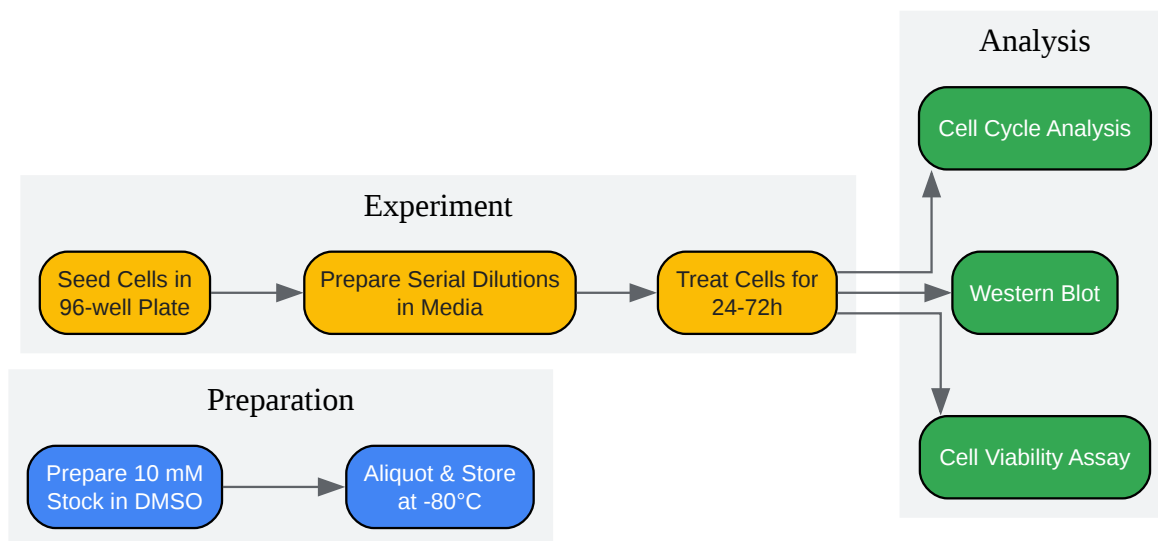 Analysis
Cell Cycle Analysis
Experiment
Seed Cells in
96-well Plate
Prepare Serial Dilutions
in Media
Treat Cells for
24-72h
Western Blot
Preparation
Prepare 10 mM
Stock in DMSO
Aliquot & Store
at -80°C
Cell Viability Assay